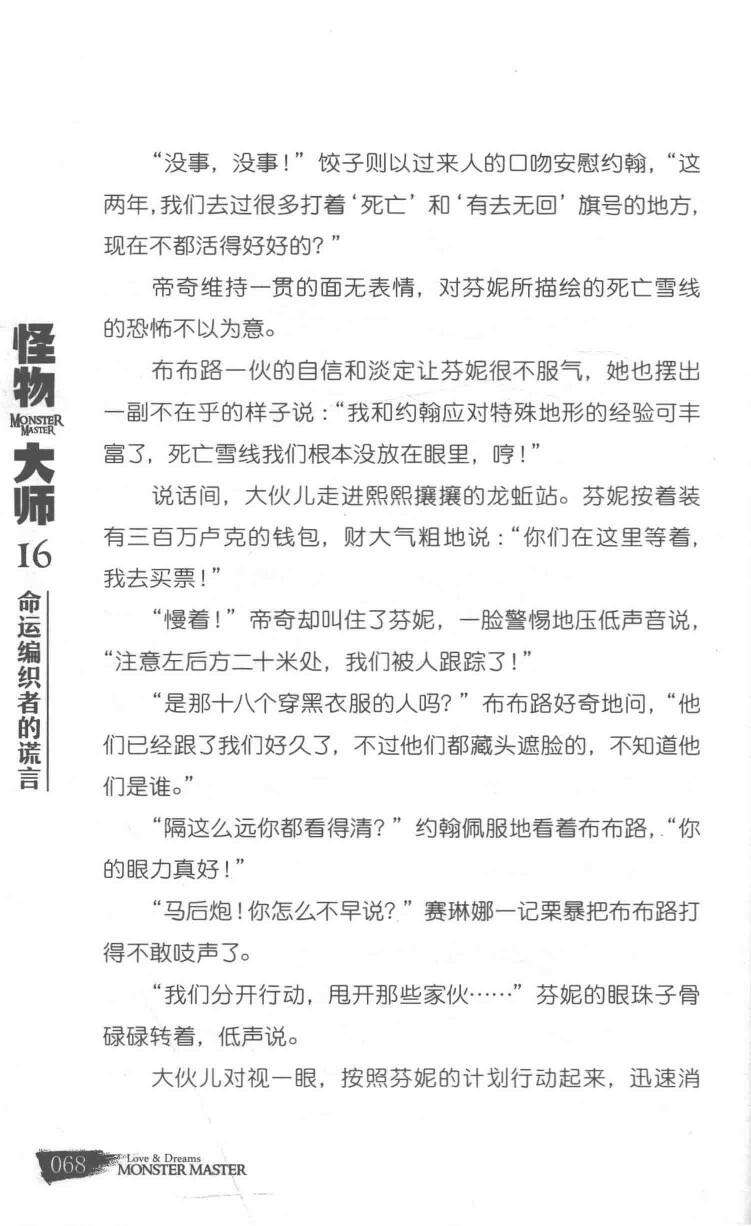 “没事，没事！”饺子则以过来人的口吻安慰约翰，“这
两年，我们去过很多打着‘死亡’和‘有去无回’旗号的地方，
现在不都活得好好的？”
帝奇维持一贯的面无表情，对芬妮所描绘的死亡雪线
的恐怖不以为意。
布布路一伙的自信和淡定让芬妮很不服气，她也摆出
一副不在乎的样子说：“我和约翰应对特殊地形的经验可丰
富了，死亡雪线我们根本没放在眼里，哼！”
说话间，大伙儿走进熙熙攘攘的龙蚯站。芬妮按着装
有三百万卢克的钱包，财大气粗地说：“你们在这里等着，
我去买票！”
“慢着！”帝奇却叫住了芬妮，一脸警惕地压低声音说，
“注意左后方二十米处，我们被人跟踪了！”
“是那十八个穿黑衣服的人吗？”布布路好奇地问，“他
们已经跟了我们好久了，不过他们都藏头遮脸的，不知道他
们是谁。”
“隔这么远你都看得清？”约翰佩服地看着布布路，“你
的眼力真好！”
“马后炮！你怎么不早说？”赛琳娜一记栗暴把布布路打
得不敢吱声了。
“我们分开行动，甩开那些家伙……”芬妮的眼珠子骨
碌碌转着，低声说。
大伙儿对视一眼，按照芬妮的计划行动起来，迅速消
怪物
MONSTER
MASTER
大师
16
命运编织者的谎言
068
Love & Dreams
MONSTER MASTER